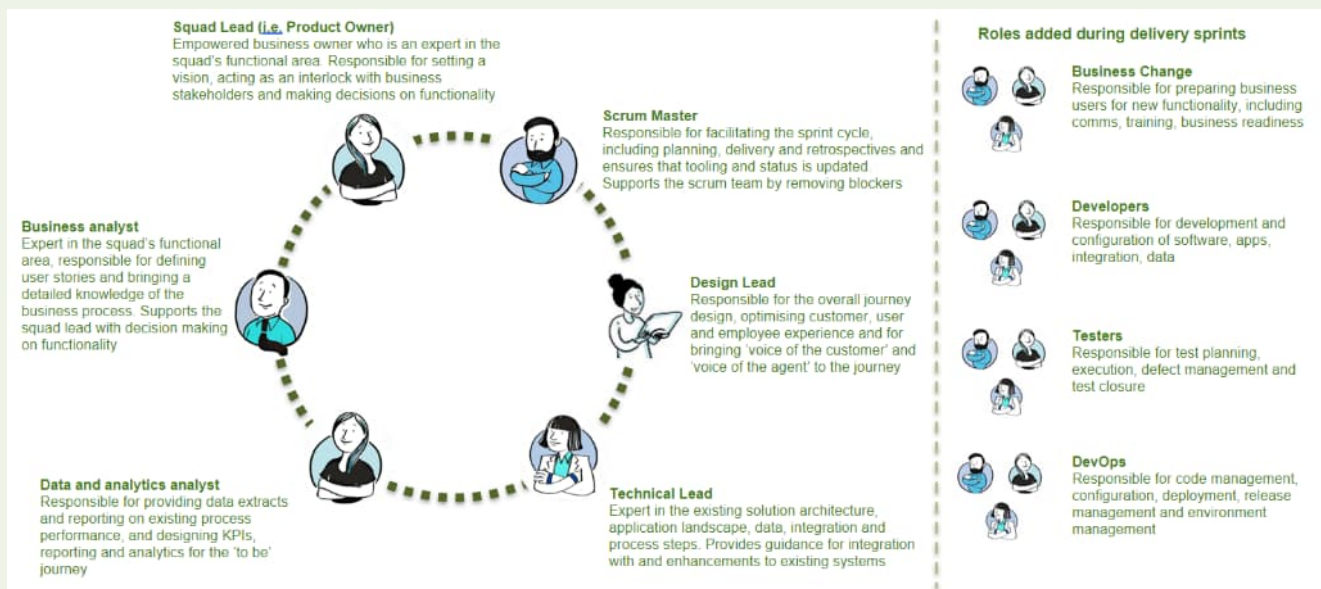 Squad Lead (i.e. Product Owner)
Empowered business owner who is an expert in the
squad's functional area. Responsible for setting a
vision, acting as an interlock with business
stakeholders and making decisions on functionality
Scrum Master
Responsible for facilitating the sprint cycle,
including planning, delivery and retrospectives and
ensures that tooling and status is updated
Supports the scrum team by removing blockers
Business analyst
Expert in the squad's functional
area, responsible for defining
user stories and bringing a
detailed knowledge of the
business process. Supports the
squad lead with decision making
on functionality
Design Lead
Responsible for the overall journey
design, optimising customer, user
and employee experience and for
bringing 'voice of the customer' and
'voice of the agent' to the journey
Data and analytics analyst
Responsible for providing data extracts
and reporting on existing process
performance, and designing KPIs,
reporting and analytics for the 'to be'
journey
Technical Lead
Expert in the existing solution architecture,
application landscape, data, integration and
process steps. Provides guidance for integration
with and enhancements to existing systems
Roles added during delivery sprints
Business Change
Responsible for preparing business
users for new functionality, including
comms, training, business readiness
Developers
Responsible for development and
configuration of software, apps,
integration, data
Testers
Responsible for test planning,
execution, defect management and
test closure
DevOps
Responsible for code management,
configuration, deployment, release
management and environment
management